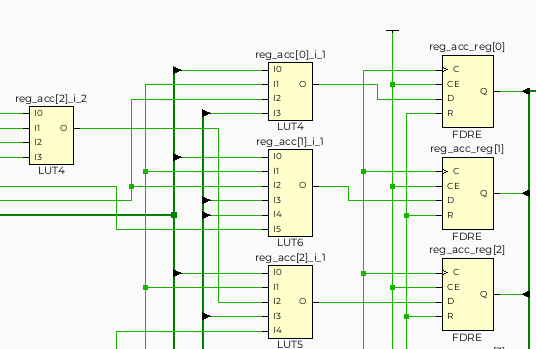 reg_acc[2]_i_2
I0
I1
I2
I3
O
LUT4
reg_acc[0]_i_1
I0
I1
I2
I3
O
LUT4
reg_acc[1]_i_1
I0
I1
I2
I3
I4
I5
O
LUT6
reg_acc[2]_i_1
I0
I1
I2
I3
I4
O
LUT5
reg_acc_reg[0]
C
CE
D
R
Q
FDRE
reg_acc_reg[1]
C
CE
D
R
Q
FDRE
reg_acc_reg[2]
C
CE
D
R
Q
FDRE